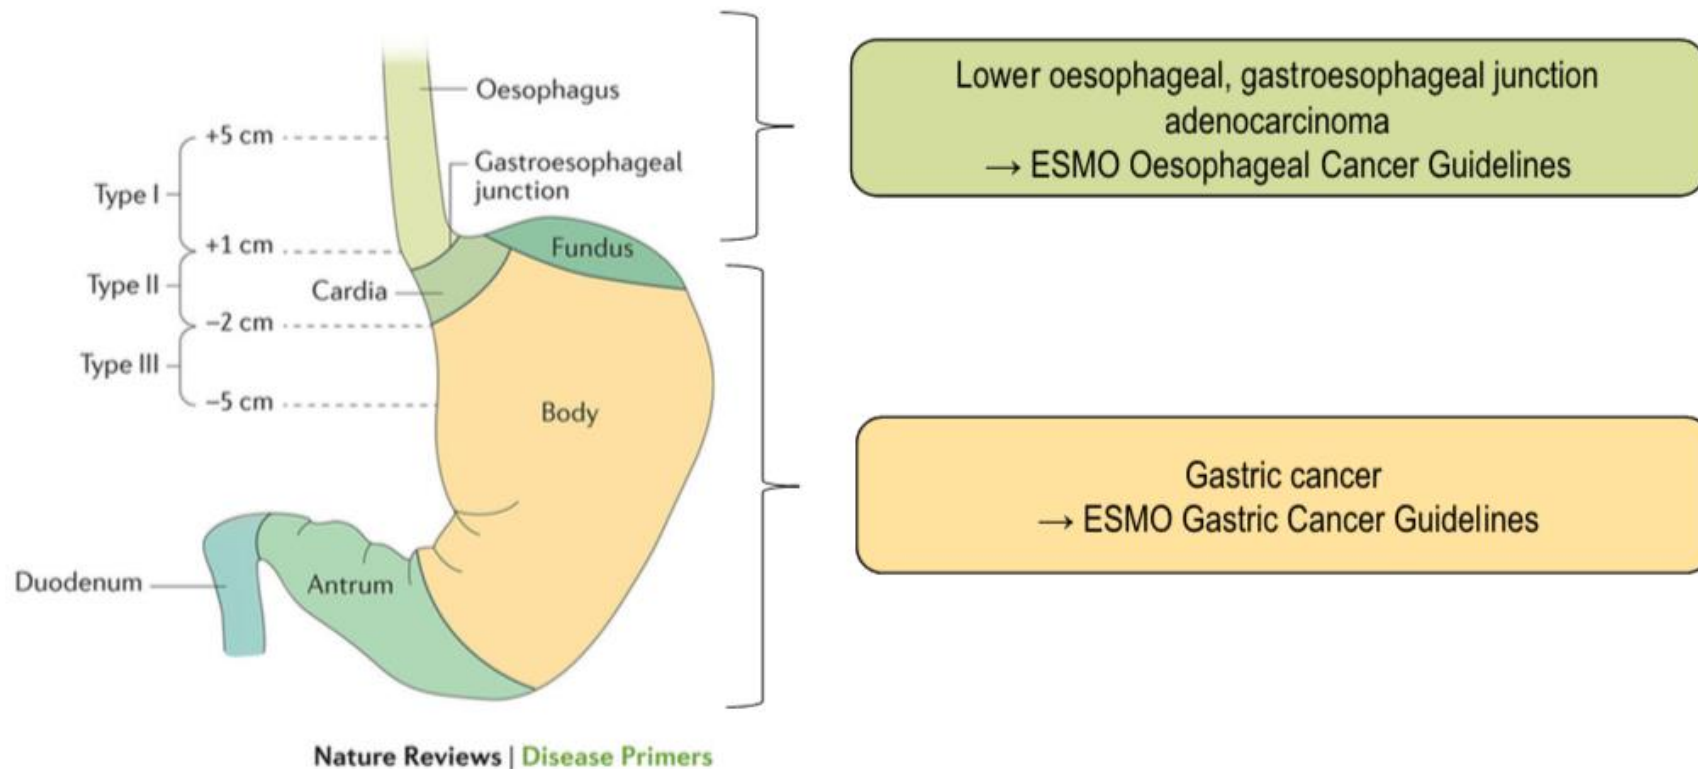 Oesophagus
+5 cm
Gastroesophageal
junction
Type I
+1 cm
Fundus
Type II
Cardia
−2 cm
Type III
−5 cm
Body
Duodenum
Antrum
Nature Reviews | Disease Primers
Lower oesophageal, gastroesophageal junction
adenocarcinoma
→ ESMO Oesophageal Cancer Guidelines
Gastric cancer
→ ESMO Gastric Cancer Guidelines